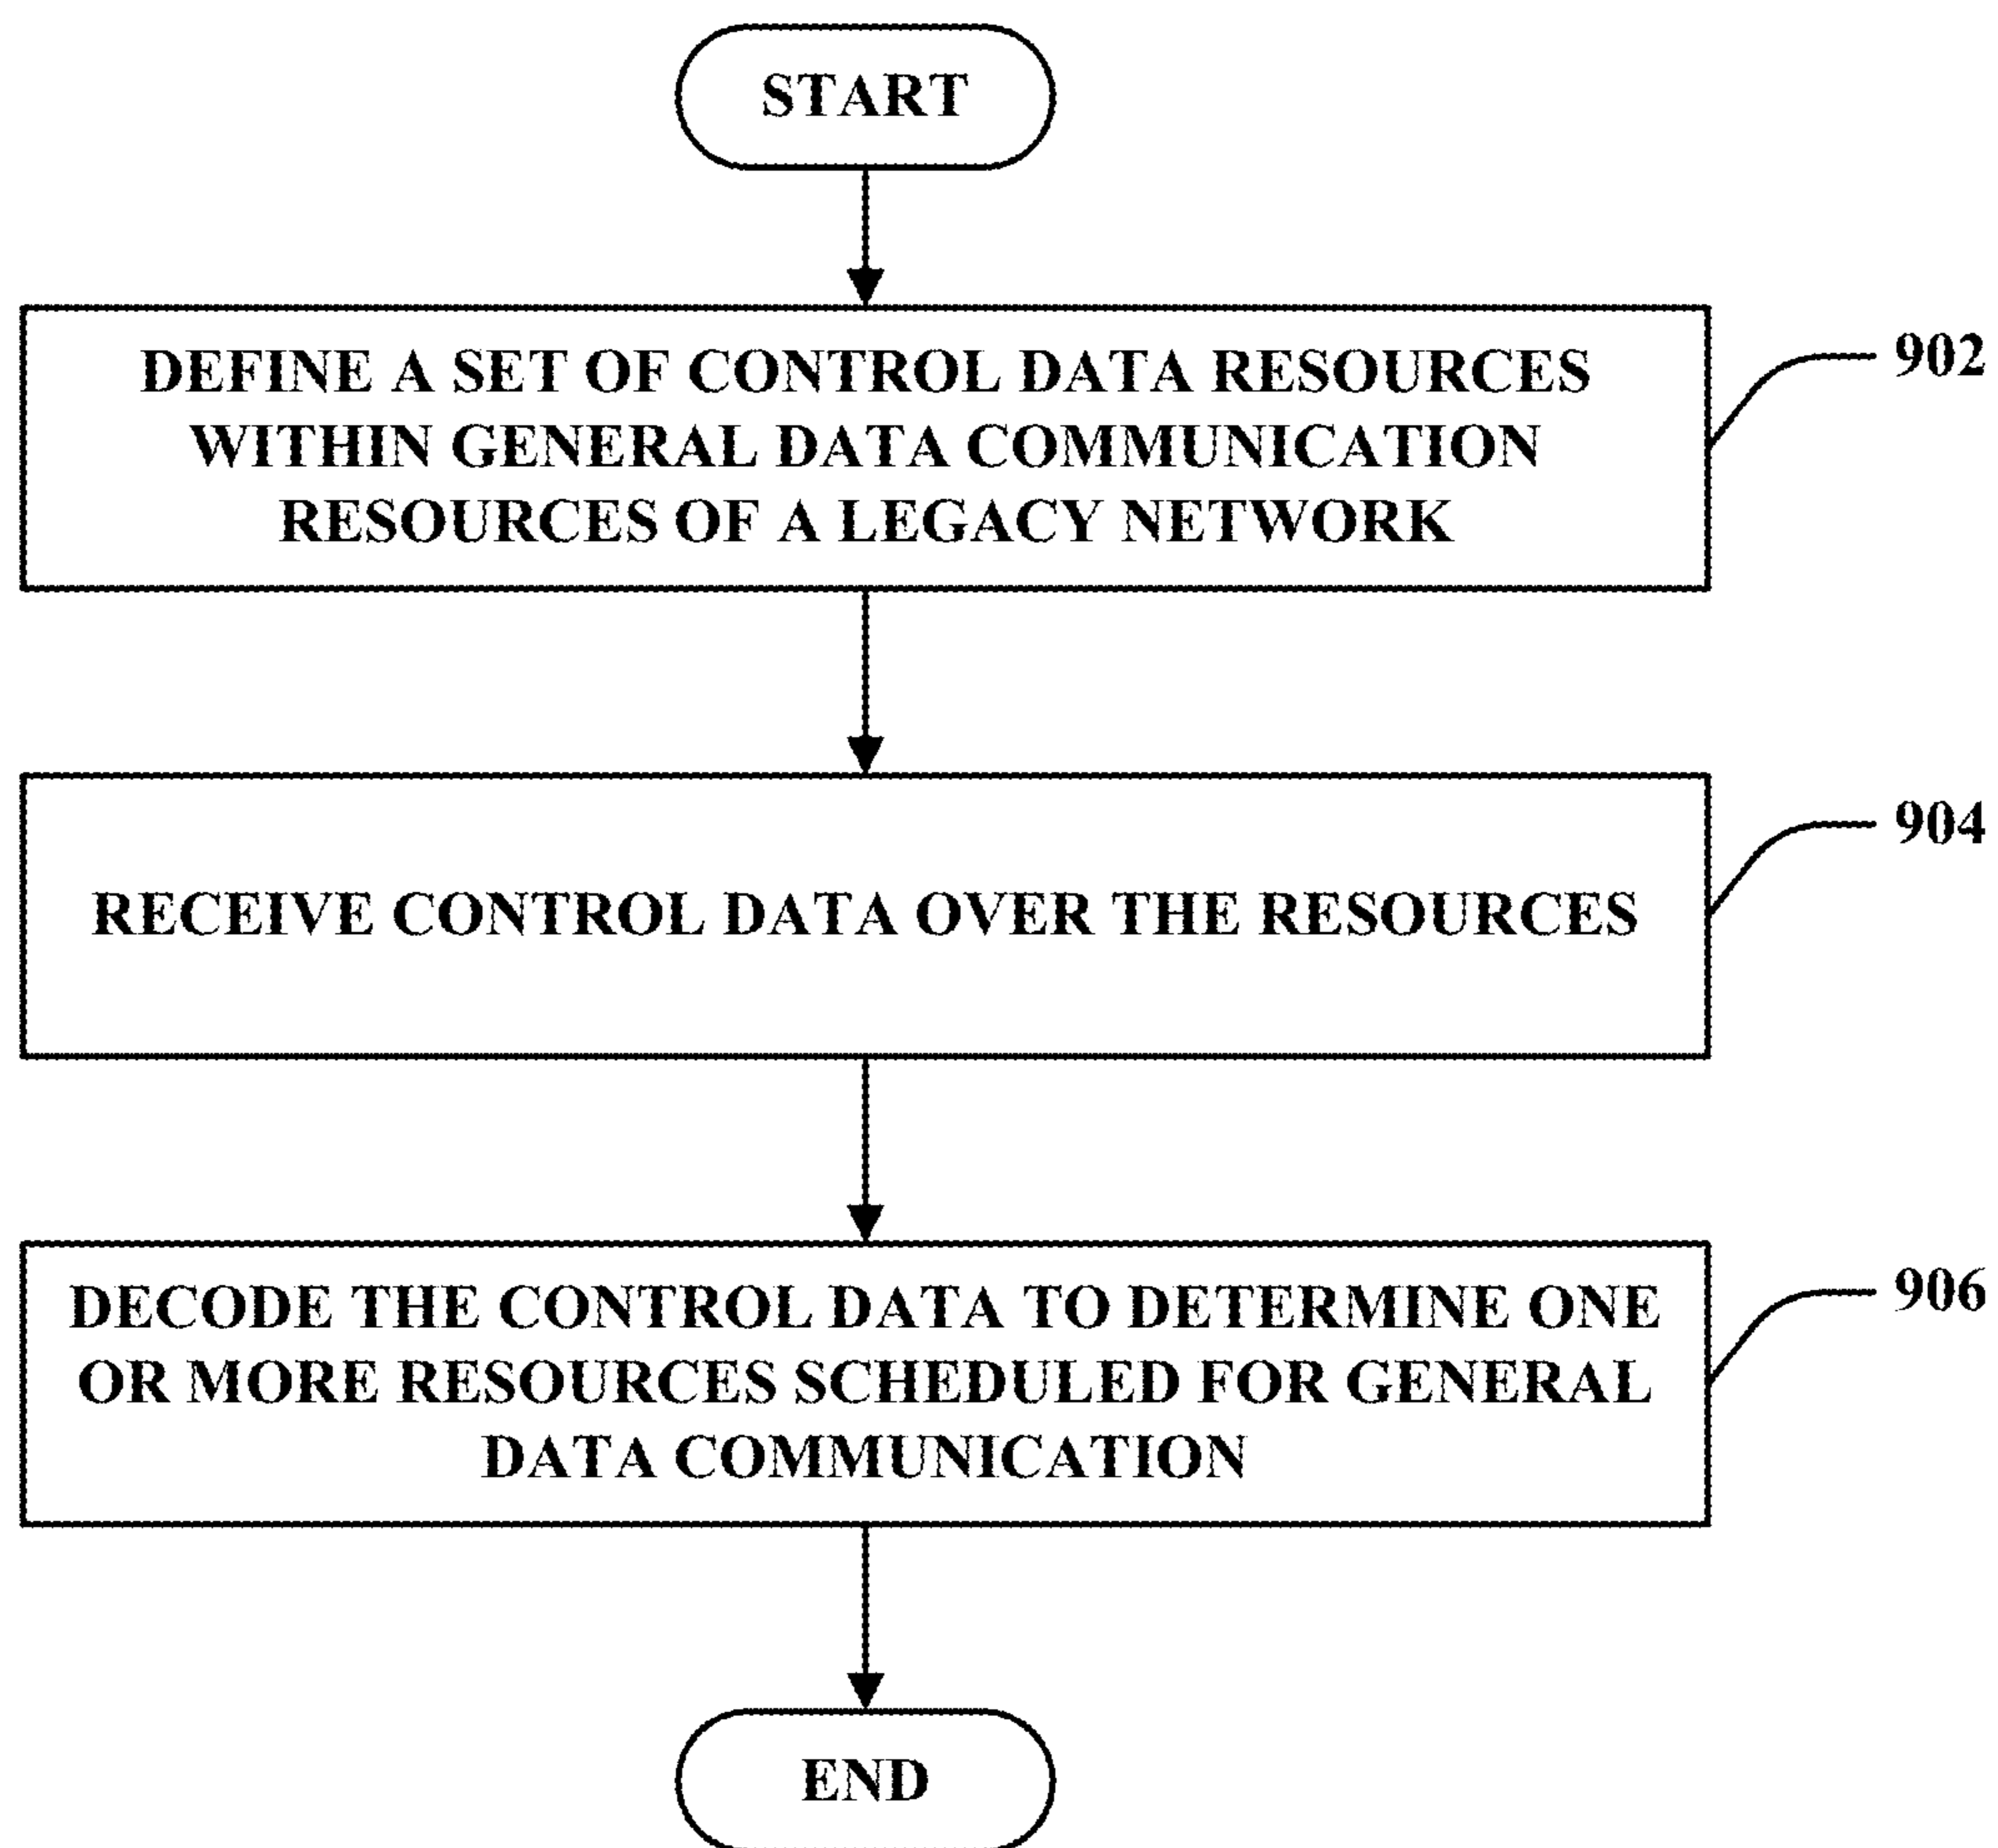 START
DEFINE A SET OF CONTROL DATA RESOURCES
WITHIN GENERAL DATA COMMUNICATION
RESOURCES OF A LEGACY NETWORK
902
RECEIVE CONTROL DATA OVER THE RESOURCES
904
DECODE THE CONTROL DATA TO DETERMINE ONE
OR MORE RESOURCES SCHEDULED FOR GENERAL
DATA COMMUNICATION
906
END